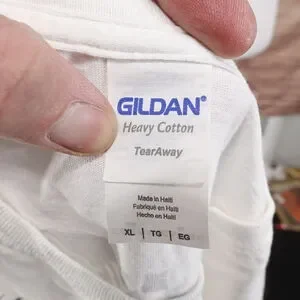 GILDAN®
Heavy Cotton
TearAway
Made in Haiti
Fabriqué en Haïti
Hecho en Haití
XL | TG | EG